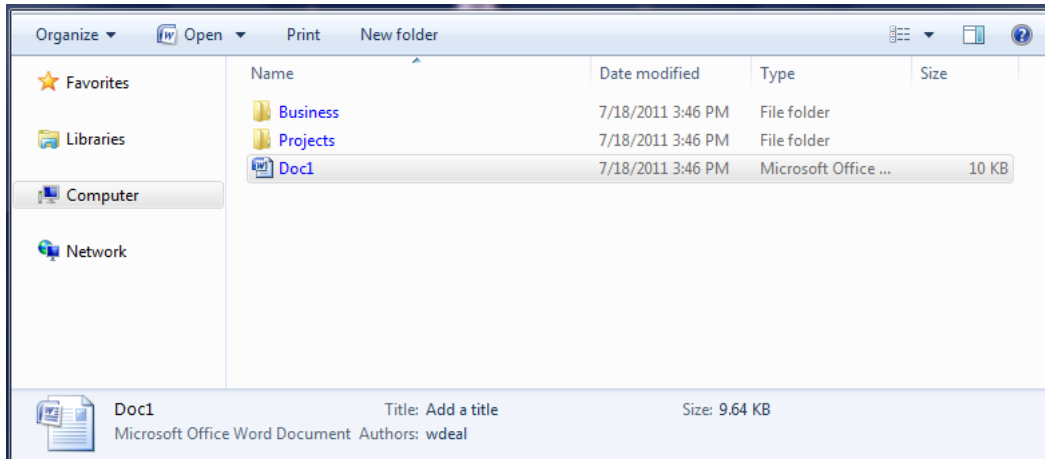 Organize Open Print New folder
Favorites
Libraries
Computer
Network
Name Date modified Type Size
Business 7/18/2011 3:46 PM File folder
Projects 7/18/2011 3:46 PM File folder
Doc1 7/18/2011 3:46 PM Microsoft Office ... 10 KB
Doc1 Title: Add a title Size: 9.64 KB
Microsoft Office Word Document Authors: wdeal